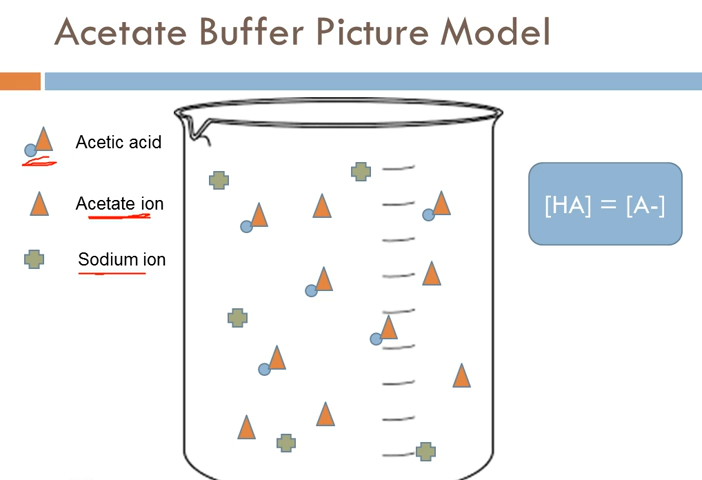 Acetate Buffer Picture Model
Acetic acid
Acetate ion
Sodium ion
[HA] = [A-]